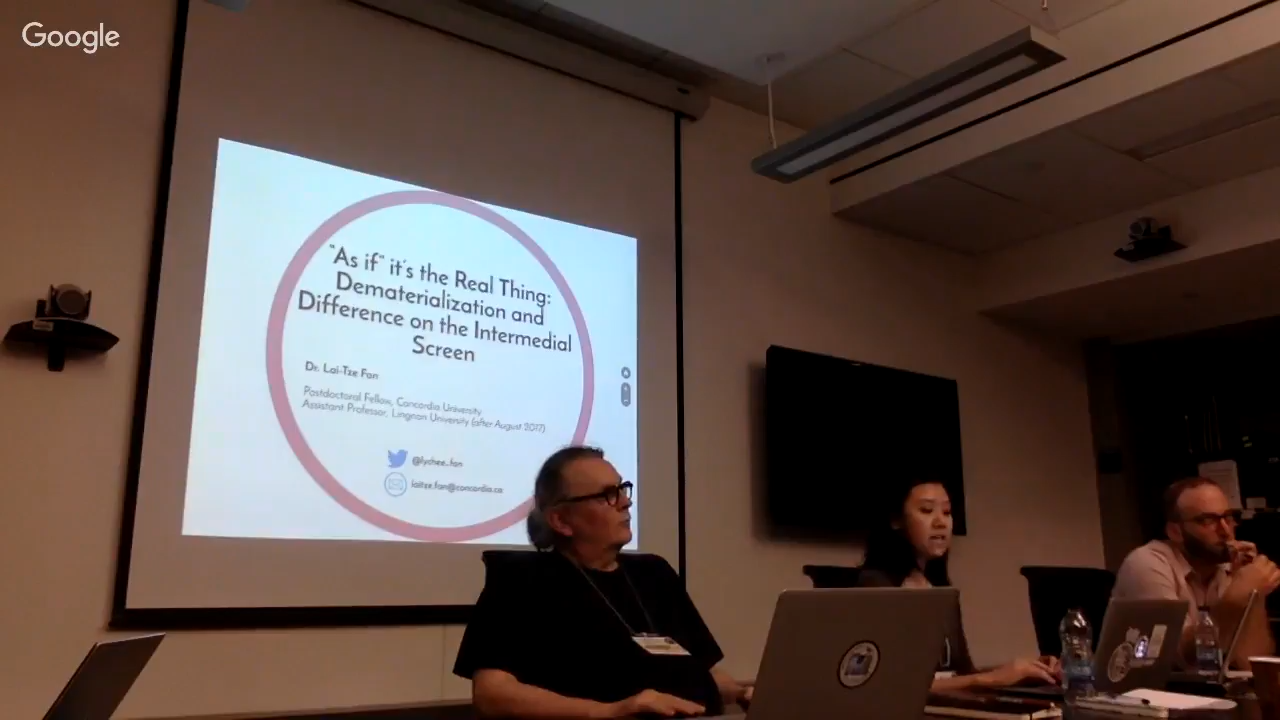 Google
"As if" it's the Real Thing:
Dematerialization and
Difference on the Intermedial
Screen
Dr. Lai-Tze Fan
Postdoctoral Fellow, Concordia University
Assistant Professor, Lingnan University (after August 2017)
@lychee_fan
laitze.fan@concordia.ca